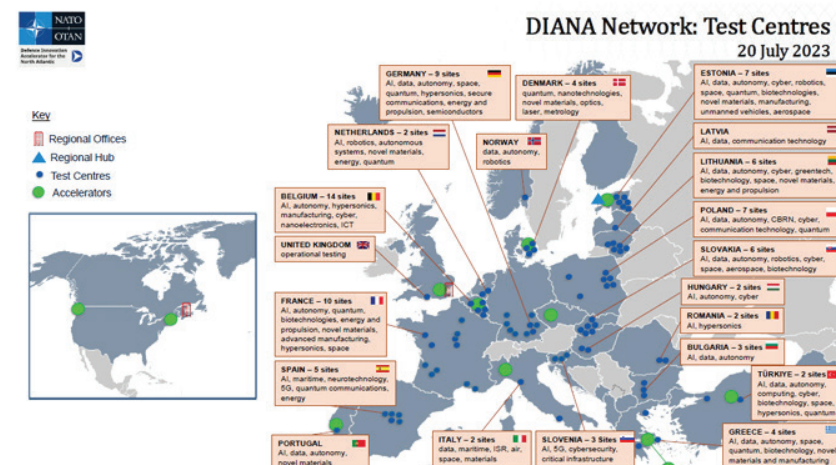 NATO
OTAN
Defence Innovation
Accelerator for the
North Atlantic
DIANA Network: Test Centres
20 July 2023
Key
Regional Offices
Regional Hub
Test Centres
Accelerators
GERMANY – 9 sites
AI, data, autonomy, space,
quantum, hypersonics, secure
communications, energy and
propulsion, semiconductors
DENMARK – 4 sites
quantum, nanotechnologies,
novel materials, optics,
laser, metrology
ESTONIA – 7 sites
AI, data, autonomy, cyber, robotics,
space, quantum, biotechnologies,
novel materials, manufacturing,
unmanned vehicles, aerospace
NETHERLANDS – 2 sites
AI, robotics, autonomous
systems, novel materials,
energy, quantum
NORWAY
data, autonomy,
robotics
LATVIA
AI, data, communication technology
LITHUANIA – 6 sites
AI, data, autonomy, cyber, greentech,
biotechnology, space, novel materials,
energy and propulsion
BELGIUM – 14 sites
AI, autonomy, hypersonics,
manufacturing, cyber,
nanoelectronics, ICT
POLAND – 7 sites
AI, data, autonomy, CBRN, cyber,
communication technology, quantum
UNITED KINGDOM
operational testing
SLOVAKIA – 6 sites
AI, data, autonomy, robotics, cyber,
space, aerospace, biotechnology
HUNGARY – 2 sites
AI, autonomy, cyber
FRANCE – 10 sites
AI, autonomy, quantum,
biotechnologies, energy and
propulsion, novel materials,
advanced manufacturing,
hypersonics, space
ROMANIA – 2 sites
AI, hypersonics
BULGARIA – 3 sites
AI, data, autonomy
SPAIN – 5 sites
AI, maritime, neurotechnology,
5G, quantum communications,
energy
TÜRKIYE – 2 sites
AI, data, autonomy,
computing, cyber,
biotechnology, space,
hypersonics, quantum
PORTUGAL
AI, data, autonomy,
novel materials
ITALY – 2 sites
data, maritime, ISR, air,
space, materials
SLOVENIA – 3 Sites
AI, 5G, cybersecurity,
critical infrastructure
GREECE – 4 sites
AI, data, autonomy, space,
quantum, biotechnology, novel
materials and manufacturing